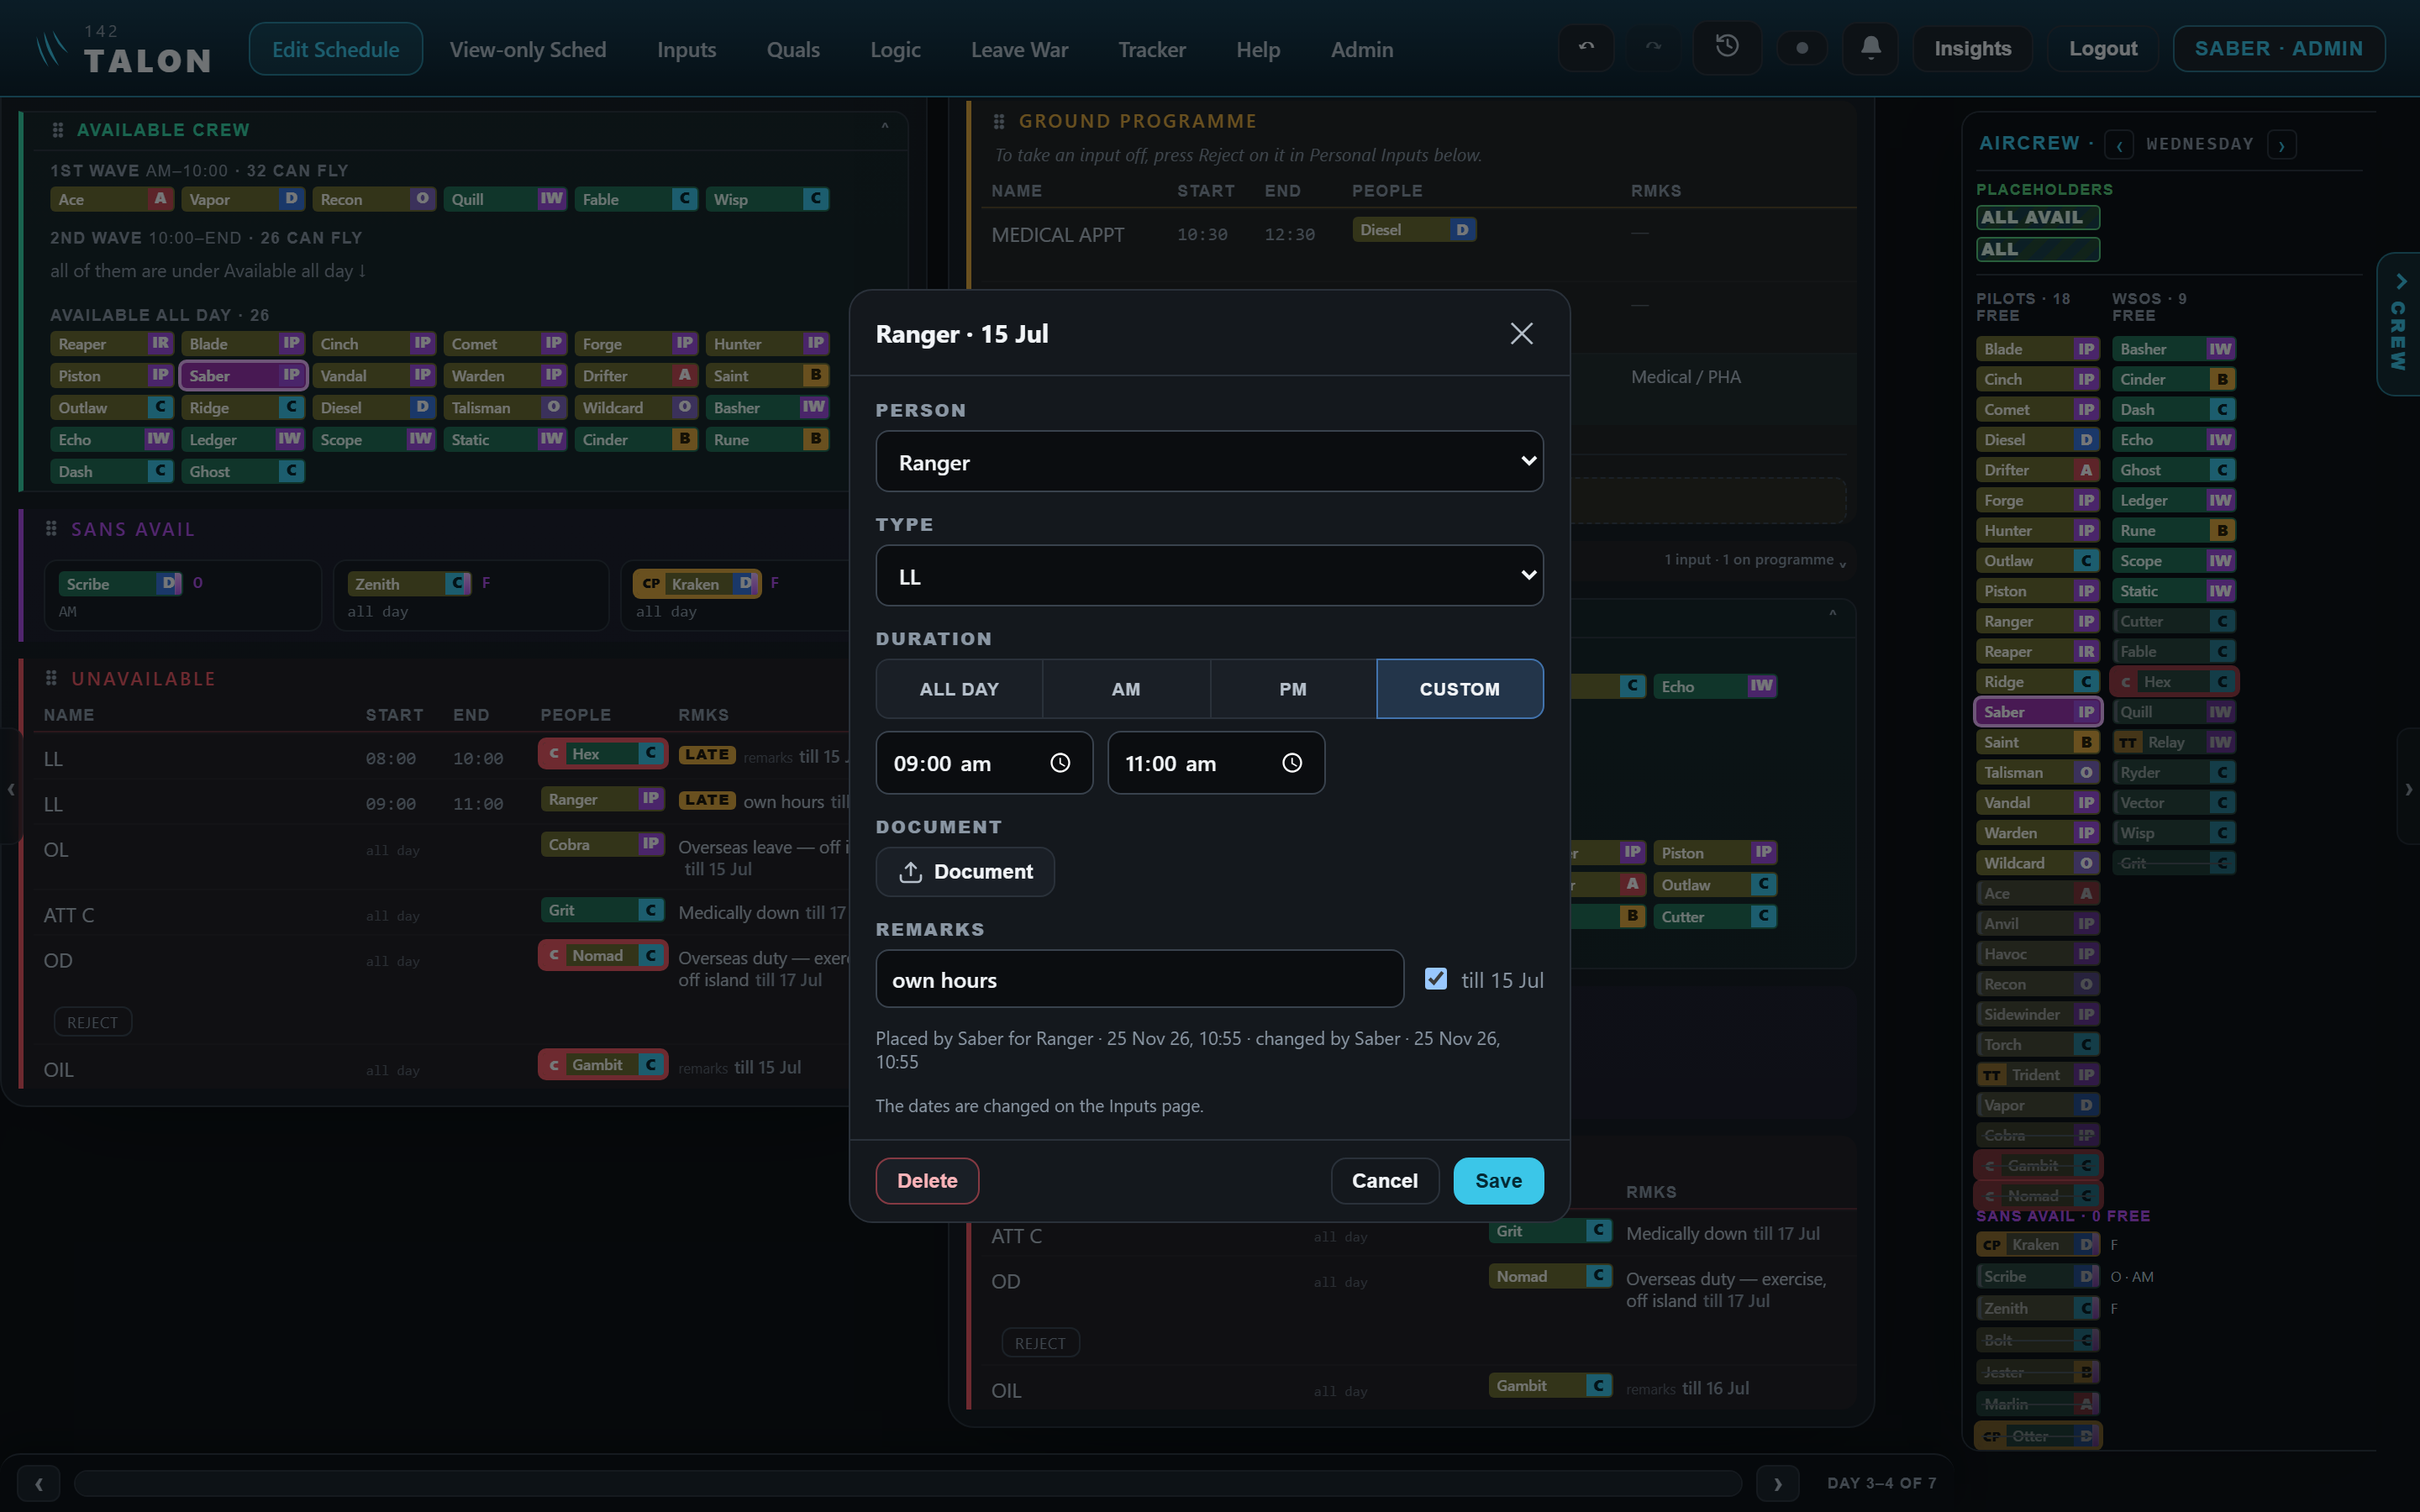 142
TALON
Edit Schedule
View-only Sched
Inputs
Quals
Logic
Leave War
Tracker
Help
Admin
Insights
Logout
SABER · ADMIN
AVAILABLE CREW
1ST WAVE AM–10:00 · 32 CAN FLY
Ace A Vapor D Recon O Quill IW Fable C Wisp C
2ND WAVE 10:00–END · 26 CAN FLY
all of them are under Available all day ↓
AVAILABLE ALL DAY · 26
Reaper IR Blade IP Cinch IP Comet IP Forge IP Hunter IP
Piston IP Saber IP Vandal IP Warden IP Drifter A Saint B
Outlaw C Ridge C Diesel D Talisman O Wildcard O Basher IW
Echo IW Ledger IW Scope IW Static IW Cinder B Rune B
Dash C Ghost C
SANS AVAIL
Scribe D O
AM
Zenith C F
all day
CP Kraken D F
all day
UNAVAILABLE
NAME START END PEOPLE RMKS
LL 08:00 10:00 C Hex C LATE remarks till 15 J
LL 09:00 11:00 Ranger IP LATE own hours till
OL all day Cobra IP Overseas leave — off i
till 15 Jul
ATT C all day Grit C Medically down till 17
OD all day C Nomad C Overseas duty — exerc
off island till 17 Jul
REJECT
OIL all day C Gambit C remarks till 15 Jul
GROUND PROGRAMME
To take an input off, press Reject on it in Personal Inputs below.
NAME START END PEOPLE RMKS
MEDICAL APPT 10:30 12:30 Diesel D —
—
Medical / PHA
1 input · 1 on programme
C Echo IW
r IP Piston IP
r A Outlaw C
B Cutter C
RMKS
ATT C all day Grit C Medically down till 17 Jul
OD all day Nomad C Overseas duty — exercise,
off island till 17 Jul
REJECT
OIL all day Gambit C remarks till 16 Jul
Ranger · 15 Jul
PERSON
Ranger
TYPE
LL
DURATION
ALL DAY AM PM CUSTOM
09:00 am 11:00 am
DOCUMENT
Document
REMARKS
own hours till 15 Jul
Placed by Saber for Ranger · 25 Nov 26, 10:55 · changed by Saber · 25 Nov 26,
10:55
The dates are changed on the Inputs page.
Delete Cancel Save
AIRCREW · ‹ WEDNESDAY ›
PLACEHOLDERS
ALL AVAIL
ALL
PILOTS · 18
FREE
WSOS · 9
FREE
Blade IP Basher IW
Cinch IP Cinder B
Comet IP Dash C
Diesel D Echo IW
Drifter A Ghost C
Forge IP Ledger IW
Hunter IP Rune B
Outlaw C Scope IW
Piston IP Static IW
Ranger IP Cutter C
Reaper IR Fable C
Ridge C C Hex C
Saber IP Quill IW
Saint B TT Relay IW
Talisman O Ryder C
Vandal IP Vector C
Warden IP Wisp C
Wildcard O Grit C
Ace A
Anvil IP
Havoc IP
Recon O
Sidewinder IP
Torch C
TT Trident IP
Vapor D
Cobra IP
C Gambit C
C Nomad C
SANS AVAIL · 0 FREE
CP Kraken D F
Scribe D O · AM
Zenith C F
Bolt C
Jester B
Marlin A
CP Otter D
CREW
DAY 3–4 OF 7